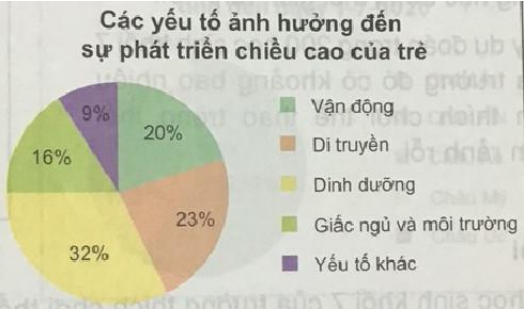 Các yếu tố ảnh hưởng đến
sự phát triển chiều cao của trẻ
9%
20%
16%
23%
32%
Vận động
Di truyền
Dinh dưỡng
Giấc ngủ và môi trường
Yếu tố khác